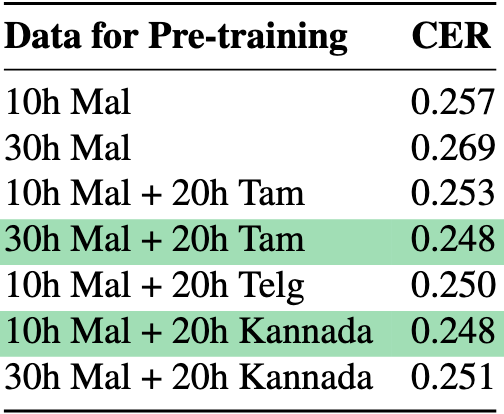 Data for Pre-training CER
10h Mal 0.257
30h Mal 0.269
10h Mal + 20h Tam 0.253
30h Mal + 20h Tam 0.248
10h Mal + 20h Telg 0.250
10h Mal + 20h Kannada 0.248
30h Mal + 20h Kannada 0.251